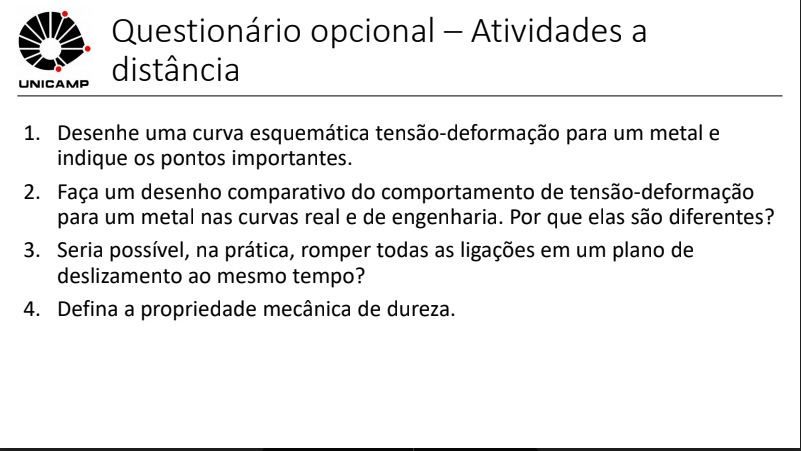 Questionário opcional – Atividades a
distância
UNICAMP
1. Desenhe uma curva esquemática tensão-deformação para um metal e
indique os pontos importantes.
2. Faça um desenho comparativo do comportamento de tensão-deformação
para um metal nas curvas real e de engenharia. Por que elas são diferentes?
3. Seria possível, na prática, romper todas as ligações em um plano de
deslizamento ao mesmo tempo?
4. Defina a propriedade mecânica de dureza.